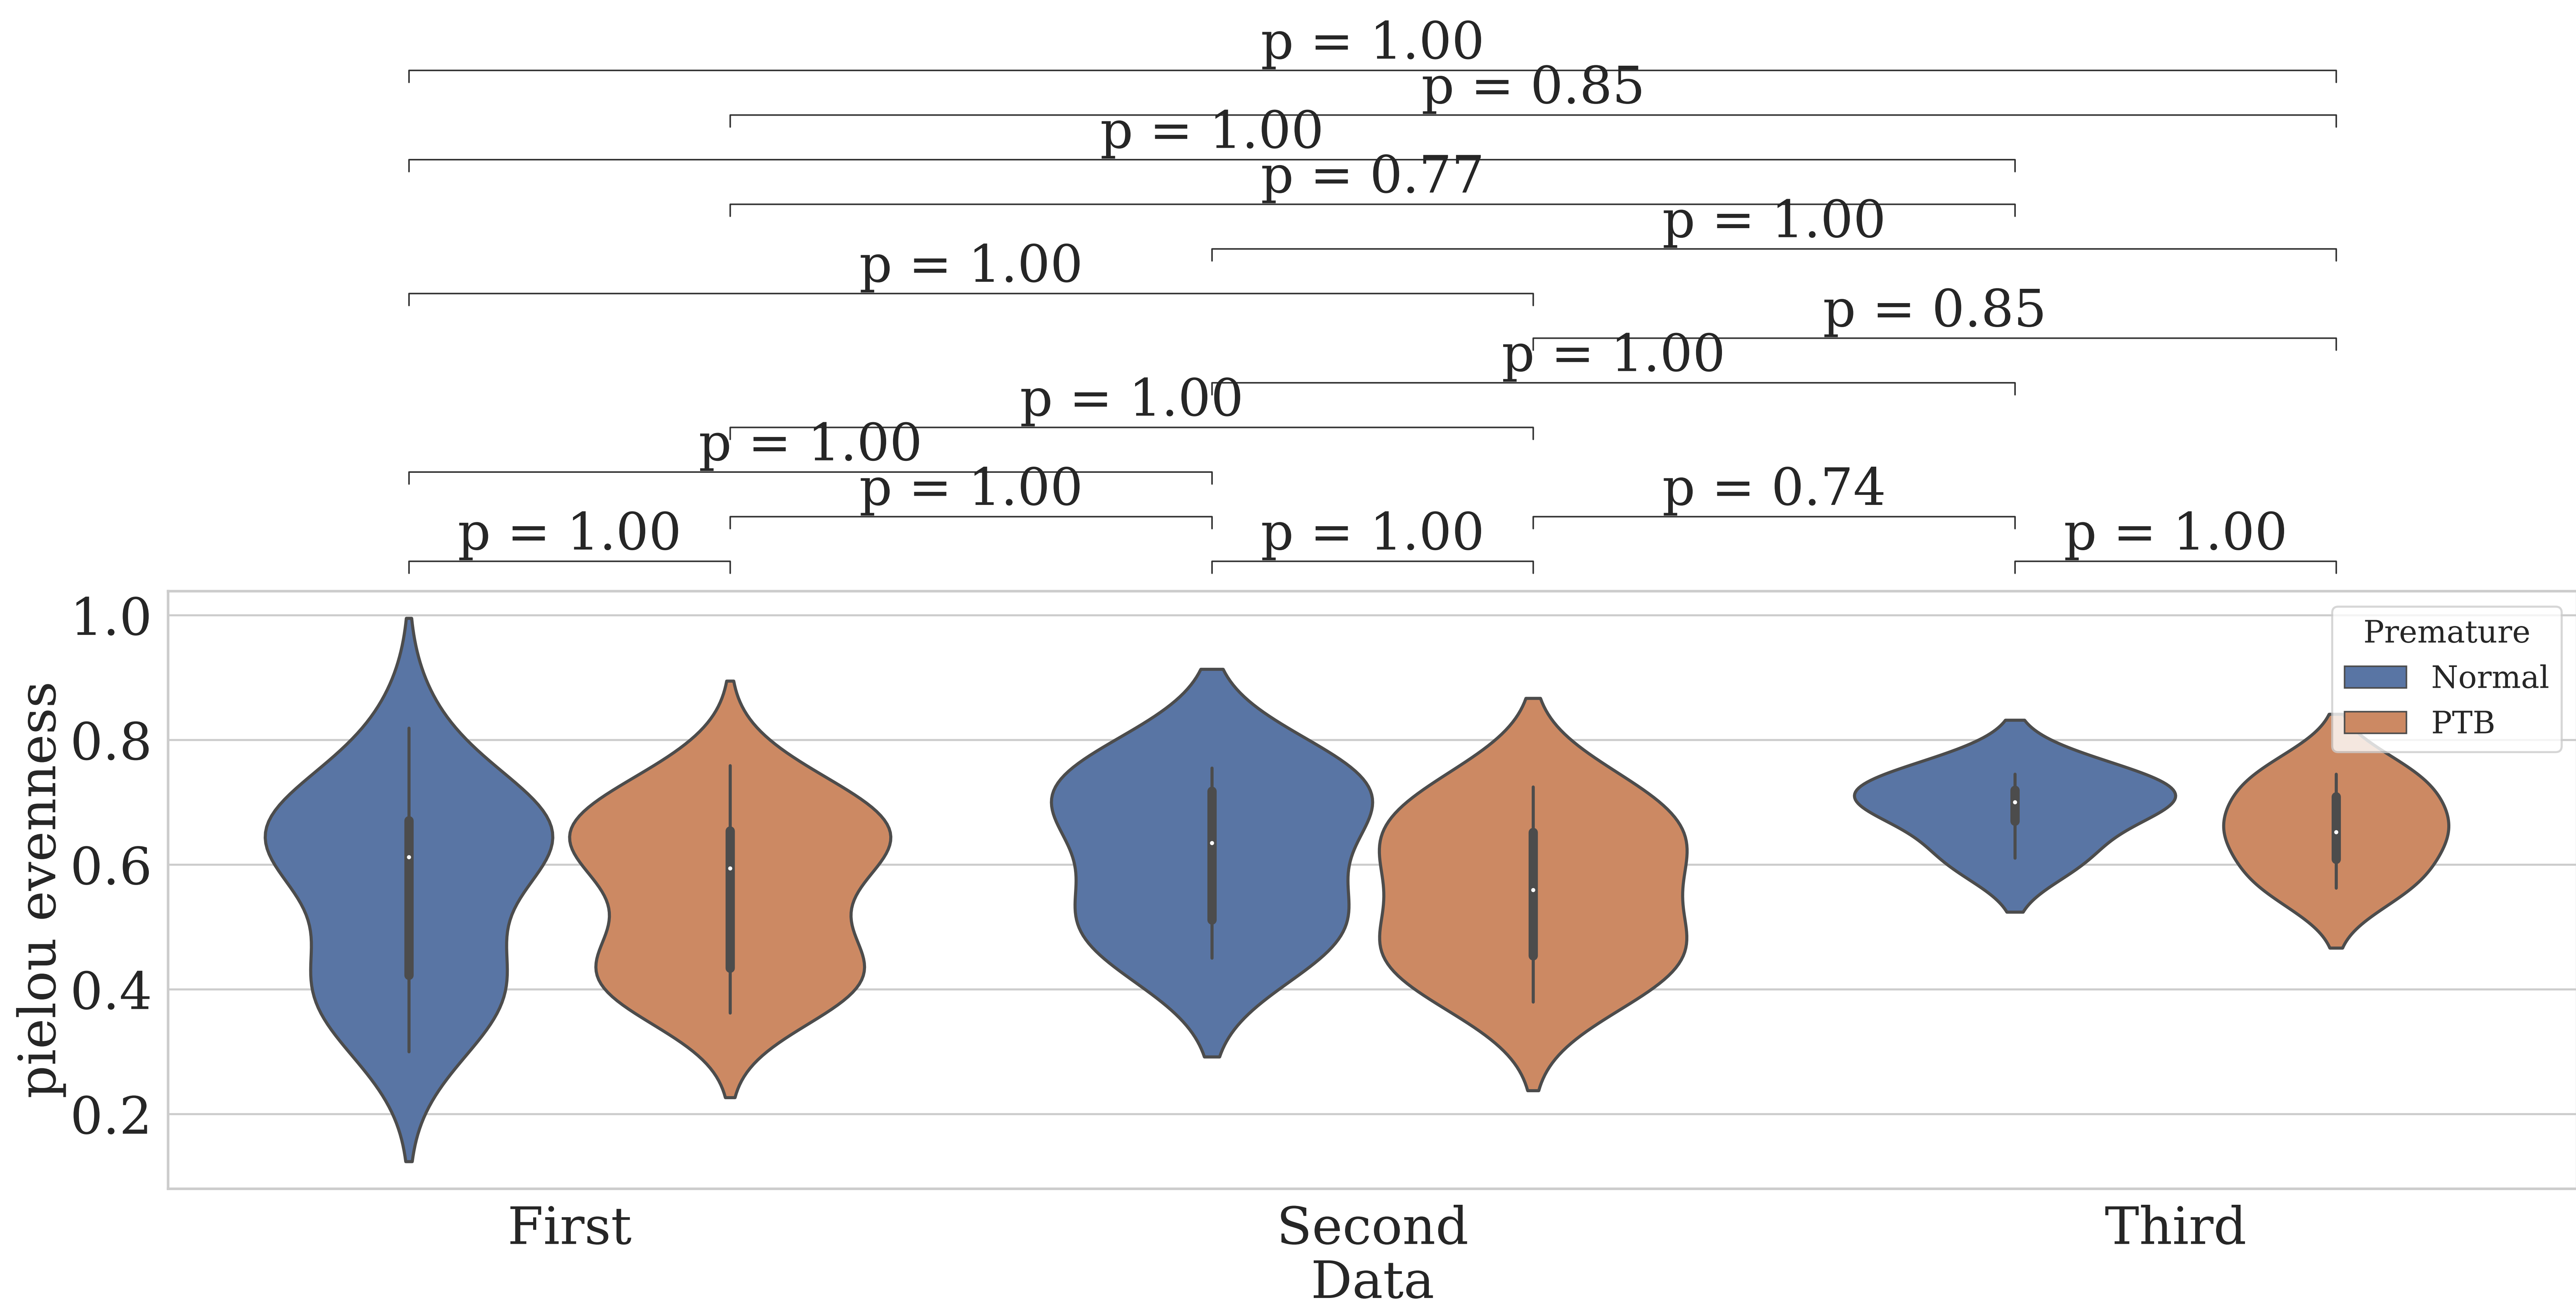 p = 1.00
p = 0.85
p = 1.00
p = 0.77
p = 1.00
p = 1.00
p = 0.85
p = 1.00
p = 1.00
p = 1.00
p = 1.00
p = 0.74
p = 1.00
p = 1.00
p = 1.00
pielou evenness
1.0
0.8
0.6
0.4
0.2
Premature
Normal
PTB
First
Second
Third
Data